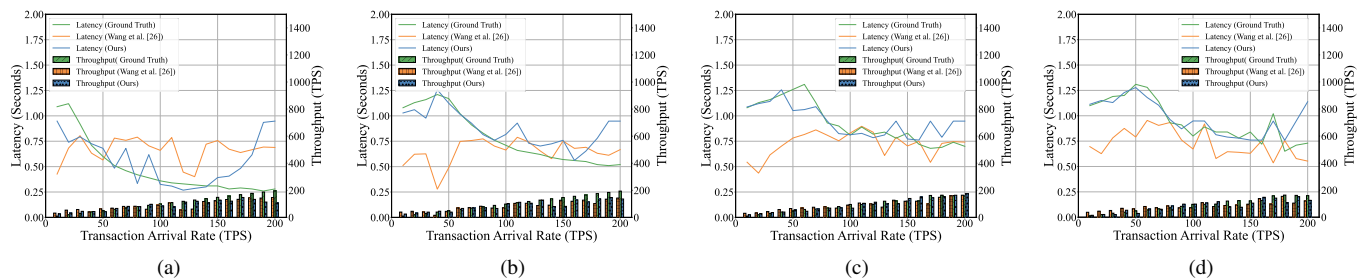 2.00
1.75
1.50
1.25
1.00
0.75
0.50
0.25
0.00
Latency (Seconds)
Latency (Ground Truth)
Latency (Wang et al. [26])
Latency (Ours)
Throughput( Ground Truth)
Throughput (Wang et al. [26])
Throughput (Ours)
1400
1200
1000
800
600
400
200
0
Throughput (TPS)
0 50 100 150 200
Transaction Arrival Rate (TPS)
(a)
2.00
1.75
1.50
1.25
1.00
0.75
0.50
0.25
0.00
Latency (Seconds)
Latency (Ground Truth)
Latency (Wang et al. [26])
Latency (Ours)
Throughput( Ground Truth)
Throughput (Wang et al. [26])
Throughput (Ours)
1400
1200
1000
800
600
400
200
0
Throughput (TPS)
0 50 100 150 200
Transaction Arrival Rate (TPS)
(b)
2.00
1.75
1.50
1.25
1.00
0.75
0.50
0.25
0.00
Latency (Seconds)
Latency (Ground Truth)
Latency (Wang et al. [26])
Latency (Ours)
Throughput( Ground Truth)
Throughput (Wang et al. [26])
Throughput (Ours)
1400
1200
1000
800
600
400
200
0
Throughput (TPS)
0 50 100 150 200
Transaction Arrival Rate (TPS)
(c)
2.00
1.75
1.50
1.25
1.00
0.75
0.50
0.25
0.00
Latency (Seconds)
Latency (Ground Truth)
Latency (Wang et al. [26])
Latency (Ours)
Throughput( Ground Truth)
Throughput (Wang et al. [26])
Throughput (Ours)
1400
1200
1000
800
600
400
200
0
Throughput (TPS)
0 50 100 150 200
Transaction Arrival Rate (TPS)
(d)